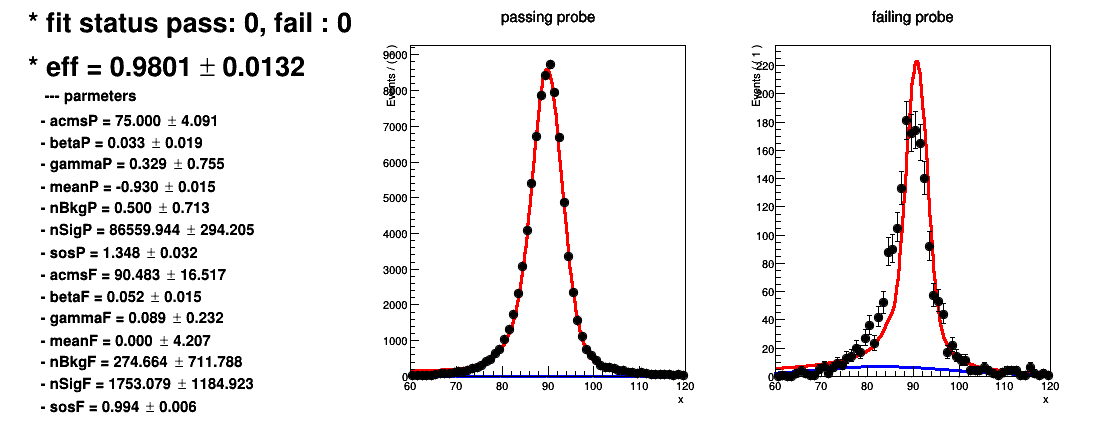 * fit status pass: 0, fail : 0
* eff = 0.9801 ± 0.0132
--- parmeters
- acmsP = 75.000 ± 4.091
- betaP = 0.033 ± 0.019
- gammaP = 0.329 ± 0.755
- meanP = -0.930 ± 0.015
- nBkgP = 0.500 ± 0.713
- nSigP = 86559.944 ± 294.205
- sosP = 1.348 ± 0.032
- acmsF = 90.483 ± 16.517
- betaF = 0.052 ± 0.015
- gammaF = 0.089 ± 0.232
- meanF = 0.000 ± 4.207
- nBkgF = 274.664 ± 711.788
- nSigF = 1753.079 ± 1184.923
- sosF = 0.994 ± 0.006
passing probe
Events / ( 1 )
9000
8000
7000
6000
5000
4000
3000
2000
1000
0
60 70 80 90 100 110 120
x
failing probe
Events / ( 1 )
220
200
180
160
140
120
100
80
60
40
20
0
60 70 80 90 100 110 120
x